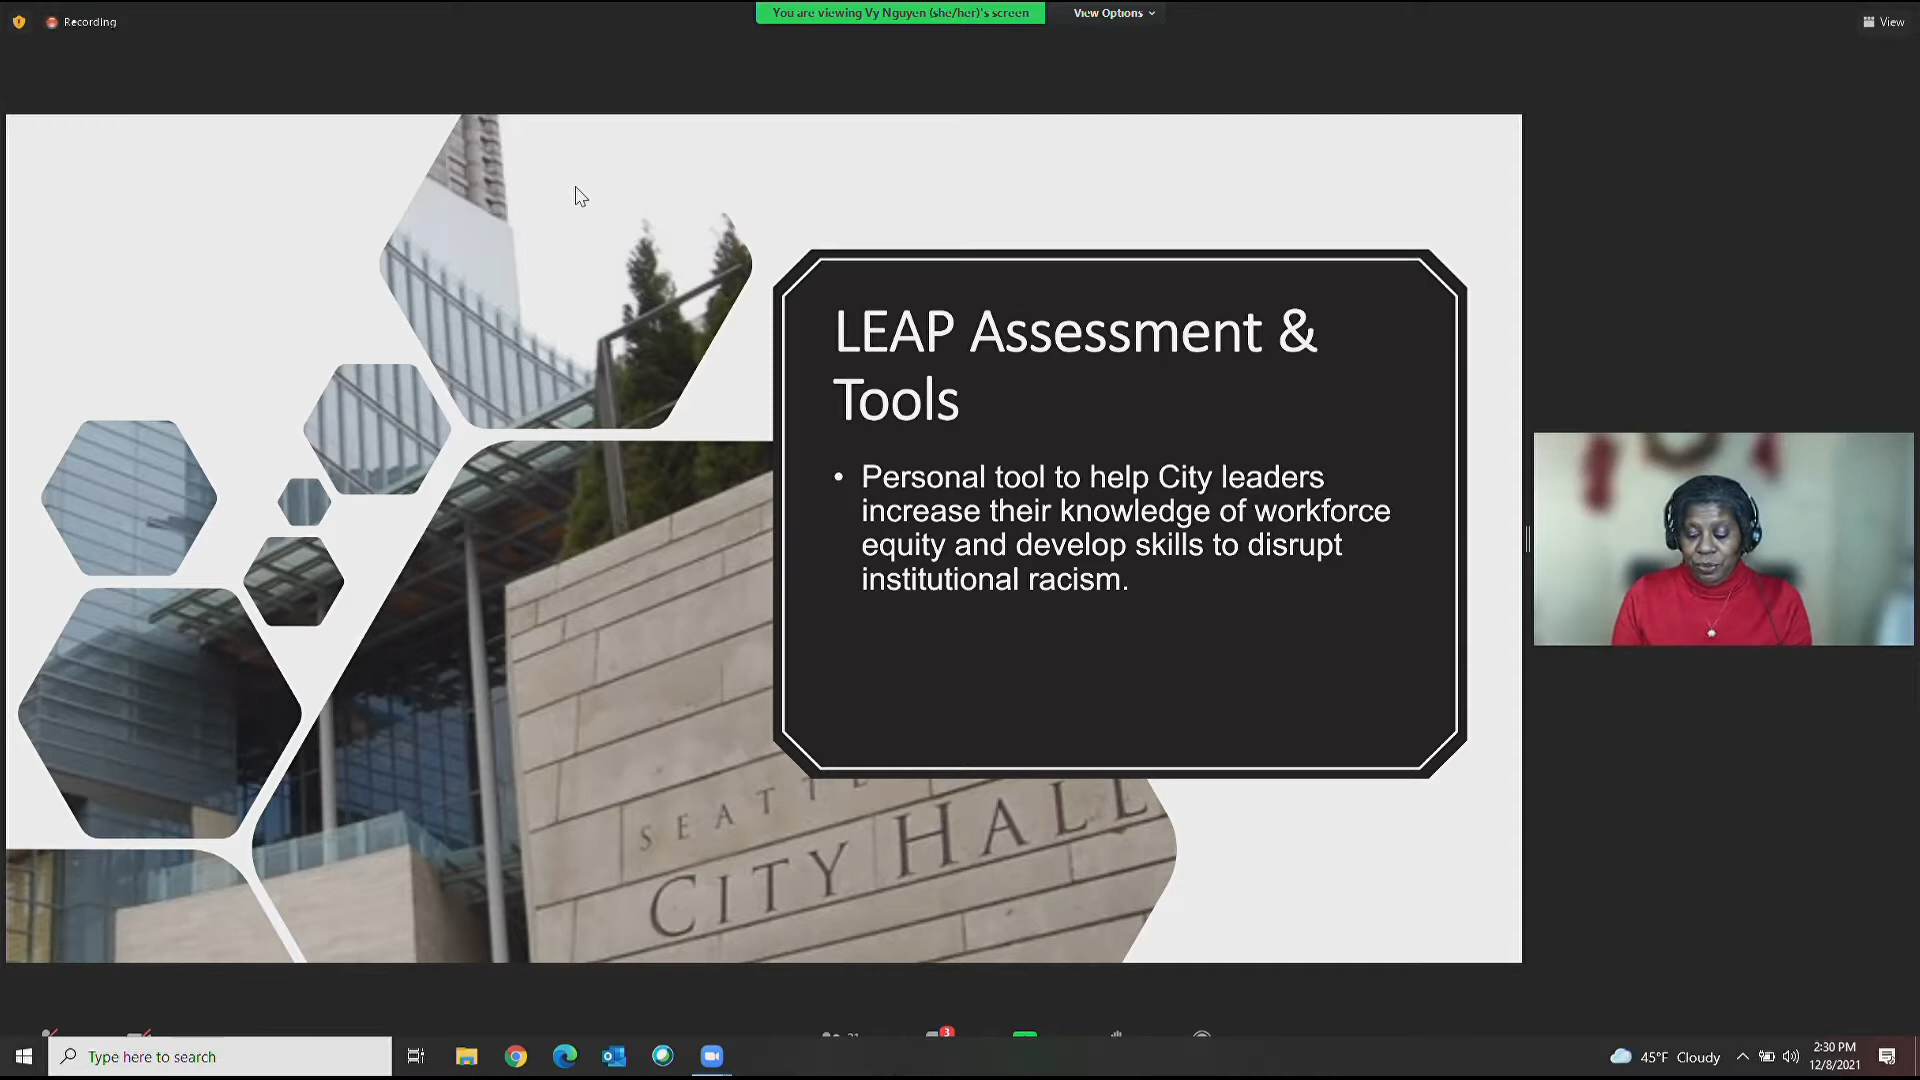 Recording
You are viewing Vy Nguyen (she/her)'s screen
View Options
View
LEAP Assessment &
Tools
• Personal tool to help City leaders
increase their knowledge of workforce
equity and develop skills to disrupt
institutional racism.
SEATTLE
CITY HALL
3
Type here to search
45°F Cloudy
2:30 PM
12/8/2021